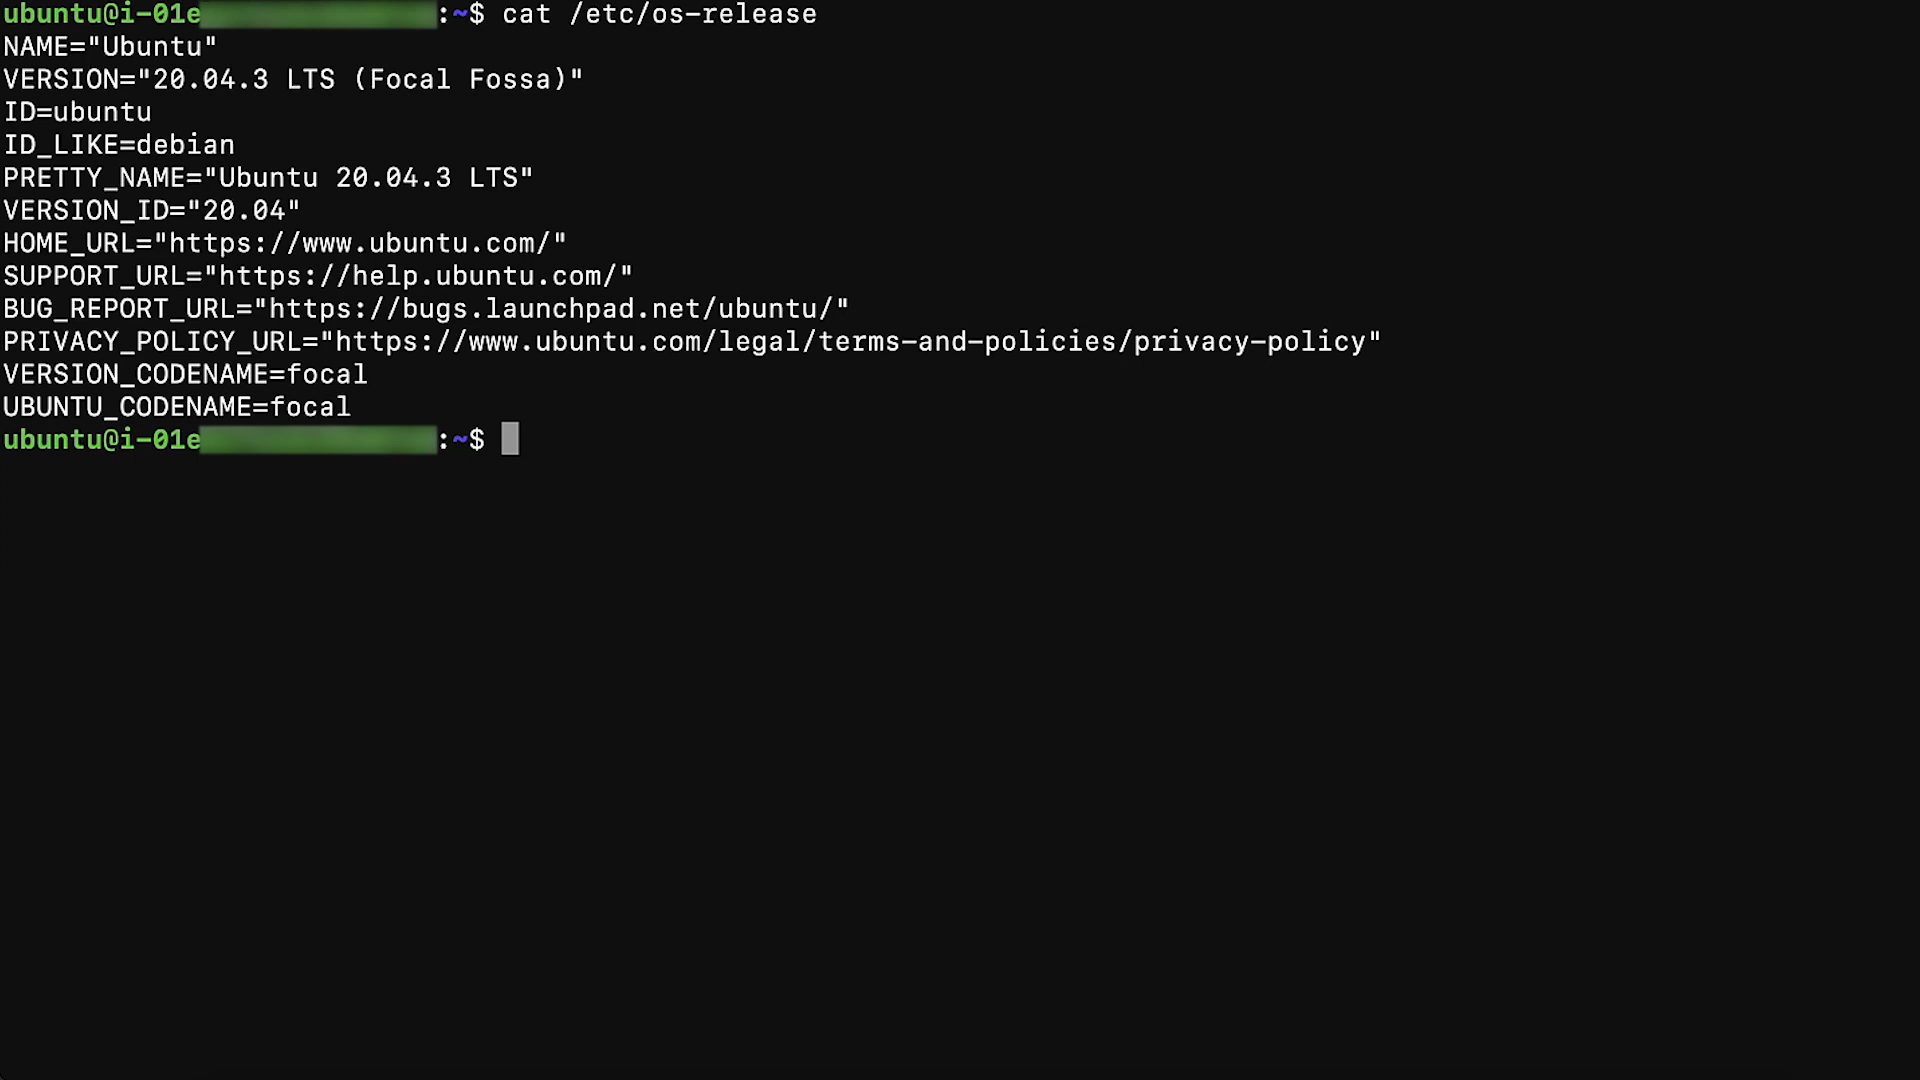 ubuntu@i-01e:~$ cat /etc/os-release
NAME="Ubuntu"
VERSION="20.04.3 LTS (Focal Fossa)"
ID=ubuntu
ID_LIKE=debian
PRETTY_NAME="Ubuntu 20.04.3 LTS"
VERSION_ID="20.04"
HOME_URL="https://www.ubuntu.com/"
SUPPORT_URL="https://help.ubuntu.com/"
BUG_REPORT_URL="https://bugs.launchpad.net/ubuntu/"
PRIVACY_POLICY_URL="https://www.ubuntu.com/legal/terms-and-policies/privacy-policy"
VERSION_CODENAME=focal
UBUNTU_CODENAME=focal
ubuntu@i-01e:~$